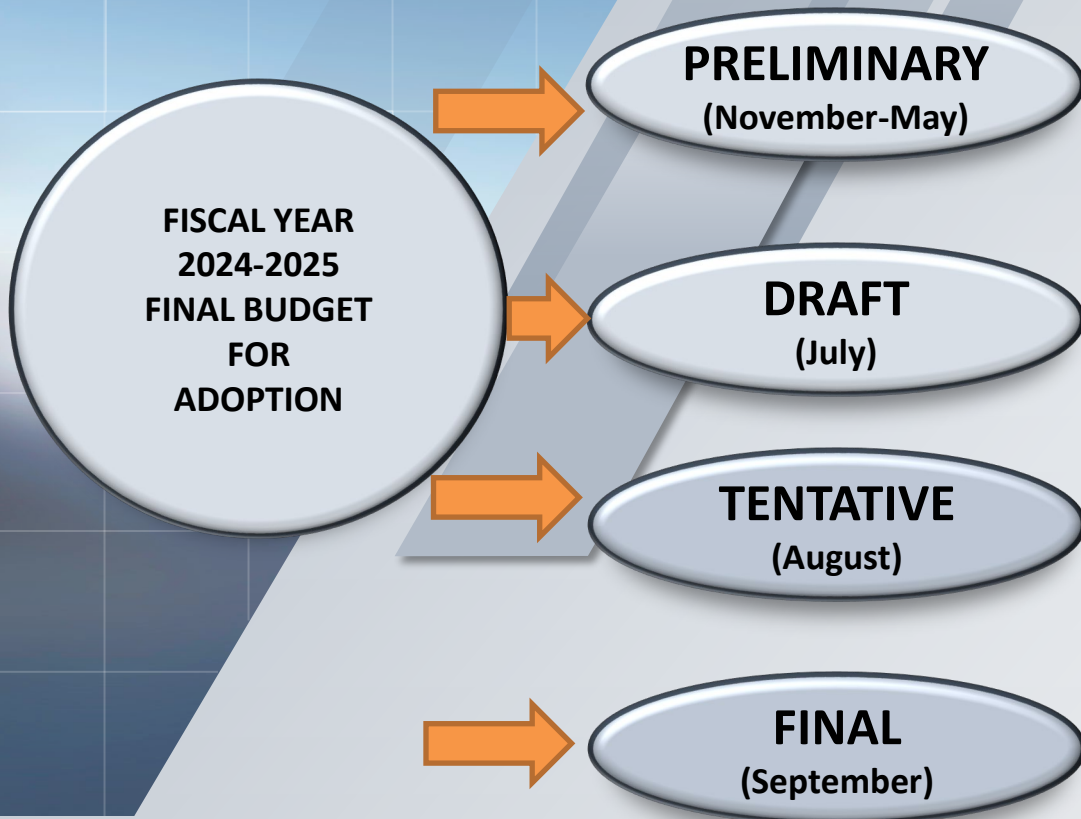 FISCAL YEAR
2024-2025
FINAL BUDGET
FOR
ADOPTION
PRELIMINARY
(November-May)
DRAFT
(July)
TENTATIVE
(August)
FINAL
(September)